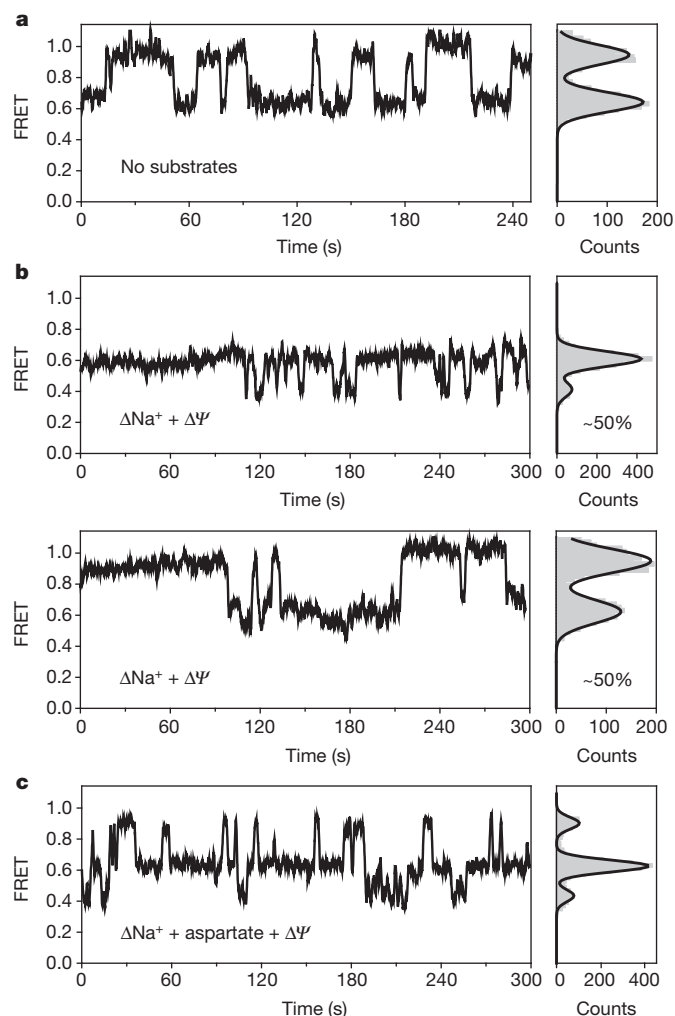 a
1.0
0.8
0.6
0.4
0.2
0.0
FRET
No substrates
0 60 120 180 240
Time (s)
0 100 200
Counts
b
1.0
0.8
0.6
0.4
0.2
0.0
FRET
ΔNa⁺ + ΔΨ
~50%
0 60 120 180 240 300
Time (s)
0 200 400
Counts
1.0
0.8
0.6
0.4
0.2
0.0
FRET
ΔNa⁺ + ΔΨ
~50%
0 60 120 180 240 300
Time (s)
0 100 200
Counts
c
1.0
0.8
0.6
0.4
0.2
0.0
FRET
ΔNa⁺ + aspartate + ΔΨ
0 60 120 180 240 300
Time (s)
0 200 400
Counts